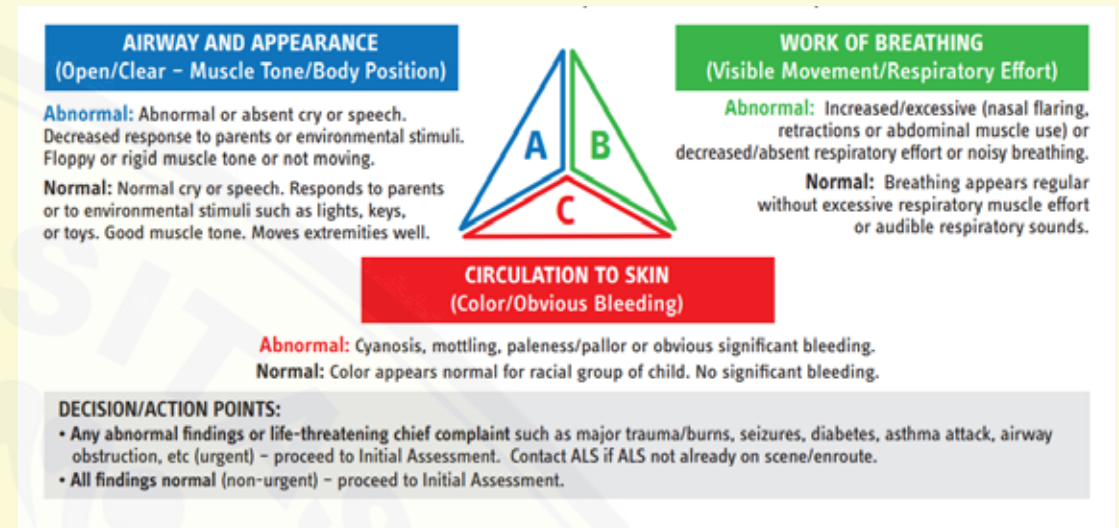 AIRWAY AND APPEARANCE
(Open/Clear – Muscle Tone/Body Position)
Abnormal: Abnormal or absent cry or speech.
Decreased response to parents or environmental stimuli.
Floppy or rigid muscle tone or not moving.
Normal: Normal cry or speech. Responds to parents
or to environmental stimuli such as lights, keys,
or toys. Good muscle tone. Moves extremities well.
A
B
C
WORK OF BREATHING
(Visible Movement/Respiratory Effort)
Abnormal: Increased/excessive (nasal flaring,
retractions or abdominal muscle use) or
decreased/absent respiratory effort or noisy breathing.
Normal: Breathing appears regular
without excessive respiratory muscle effort
or audible respiratory sounds.
CIRCULATION TO SKIN
(Color/Obvious Bleeding)
Abnormal: Cyanosis, mottling, paleness/pallor or obvious significant bleeding.
Normal: Color appears normal for racial group of child. No significant bleeding.
DECISION/ACTION POINTS:
• Any abnormal findings or life-threatening chief complaint such as major trauma/burns, seizures, diabetes, asthma attack, airway
obstruction, etc (urgent) – proceed to Initial Assessment. Contact ALS if ALS not already on scene/enroute.
• All findings normal (non-urgent) – proceed to Initial Assessment.